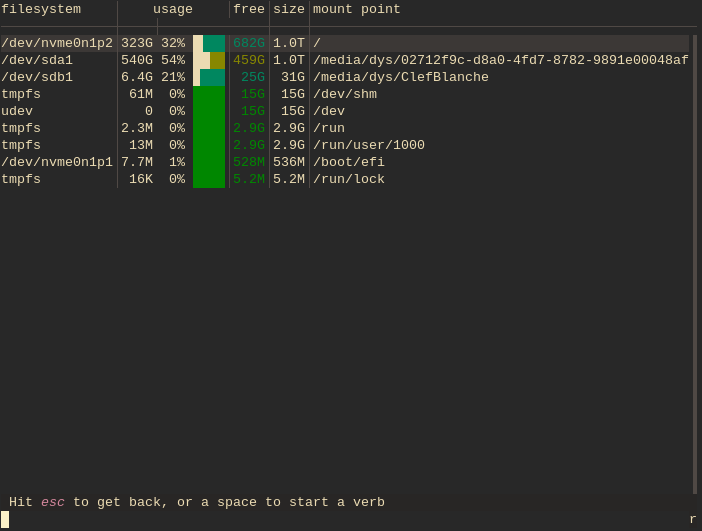 filesystem usage free size mount point
/dev/nvme0n1p2 323G 32% 682G 1.0T /
/dev/sda1 540G 54% 459G 1.0T /media/dys/02712f9c-d8a0-4fd7-8782-9891e00048af
/dev/sdb1 6.4G 21% 25G 31G /media/dys/ClefBlanche
tmpfs 61M 0% 15G 15G /dev/shm
udev 0 0% 15G 15G /dev
tmpfs 2.3M 0% 2.9G 2.9G /run
tmpfs 13M 0% 2.9G 2.9G /run/user/1000
/dev/nvme0n1p1 7.7M 1% 528M 536M /boot/efi
tmpfs 16K 0% 5.2M 5.2M /run/lock
Hit esc to get back, or a space to start a verb
r